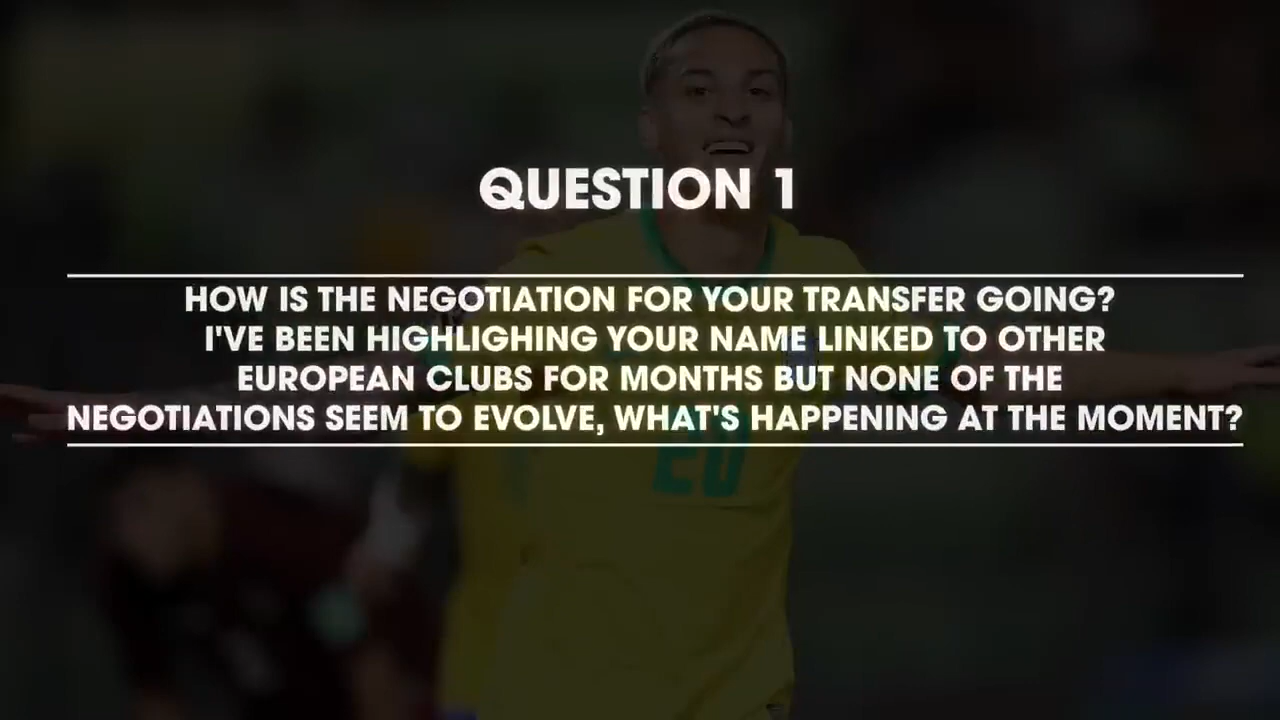 QUESTION 1
HOW IS THE NEGOTIATION FOR YOUR TRANSFER GOING?
I'VE BEEN HIGHLIGHING YOUR NAME LINKED TO OTHER
EUROPEAN CLUBS FOR MONTHS BUT NONE OF THE
NEGOTIATIONS SEEM TO EVOLVE, WHAT'S HAPPENING AT THE MOMENT?
20